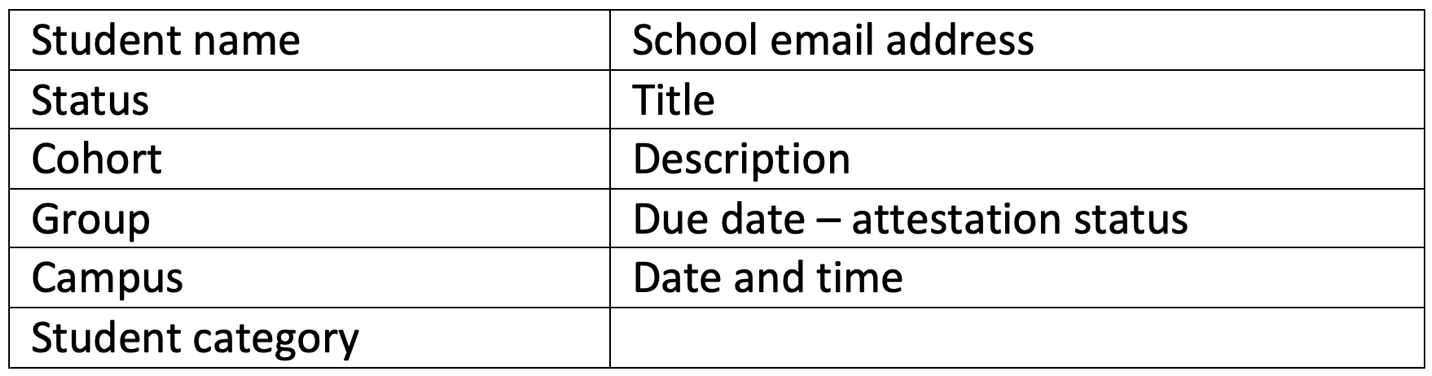 Student name School email address
Status Title
Cohort Description
Group Due date – attestation status
Campus Date and time
Student category